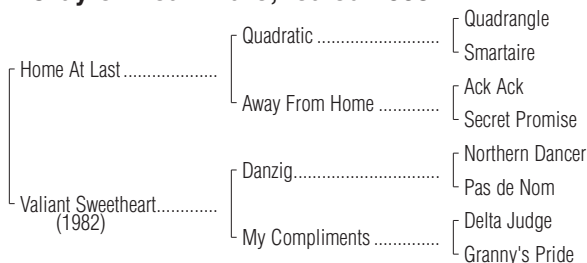 Quadrangle
Quadratic ..........................
Smartaire
Home At Last ....................
Ack Ack
Away From Home .............
Secret Promise
Northern Dancer
Danzig...............................
Pas de Nom
Valiant Sweetheart.............
(1982)
Delta Judge
My Compliments ..............
Granny's Pride